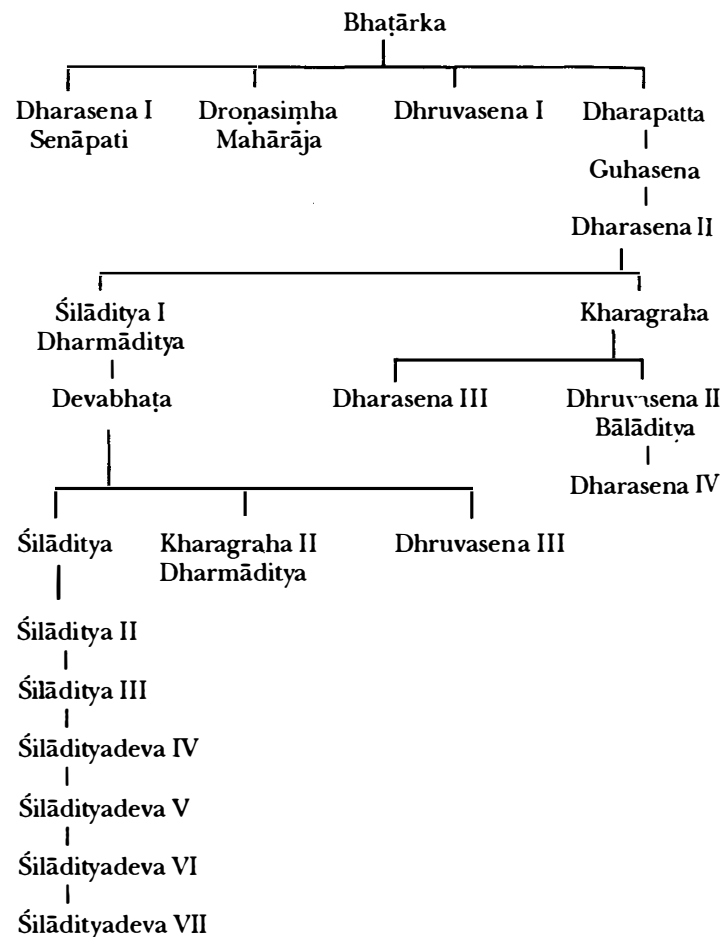 Bhaṭārka
Dharasena I Droṇasiṃha Dhruvasena I Dharapatta
Senāpati Mahārāja
Guhasena
Dharasena II
Śilāditya I Kharagraha
Dharmāditya
Devabhaṭa Dharasena III Dhruvasena II
Bālāditya
Dharasena IV
Śilāditya Kharagraha II Dhruvasena III
Dharmāditya
Śilāditya II
Śilāditya III
Śilādityadeva IV
Śilādityadeva V
Śilādityadeva VI
Śilādityadeva VII